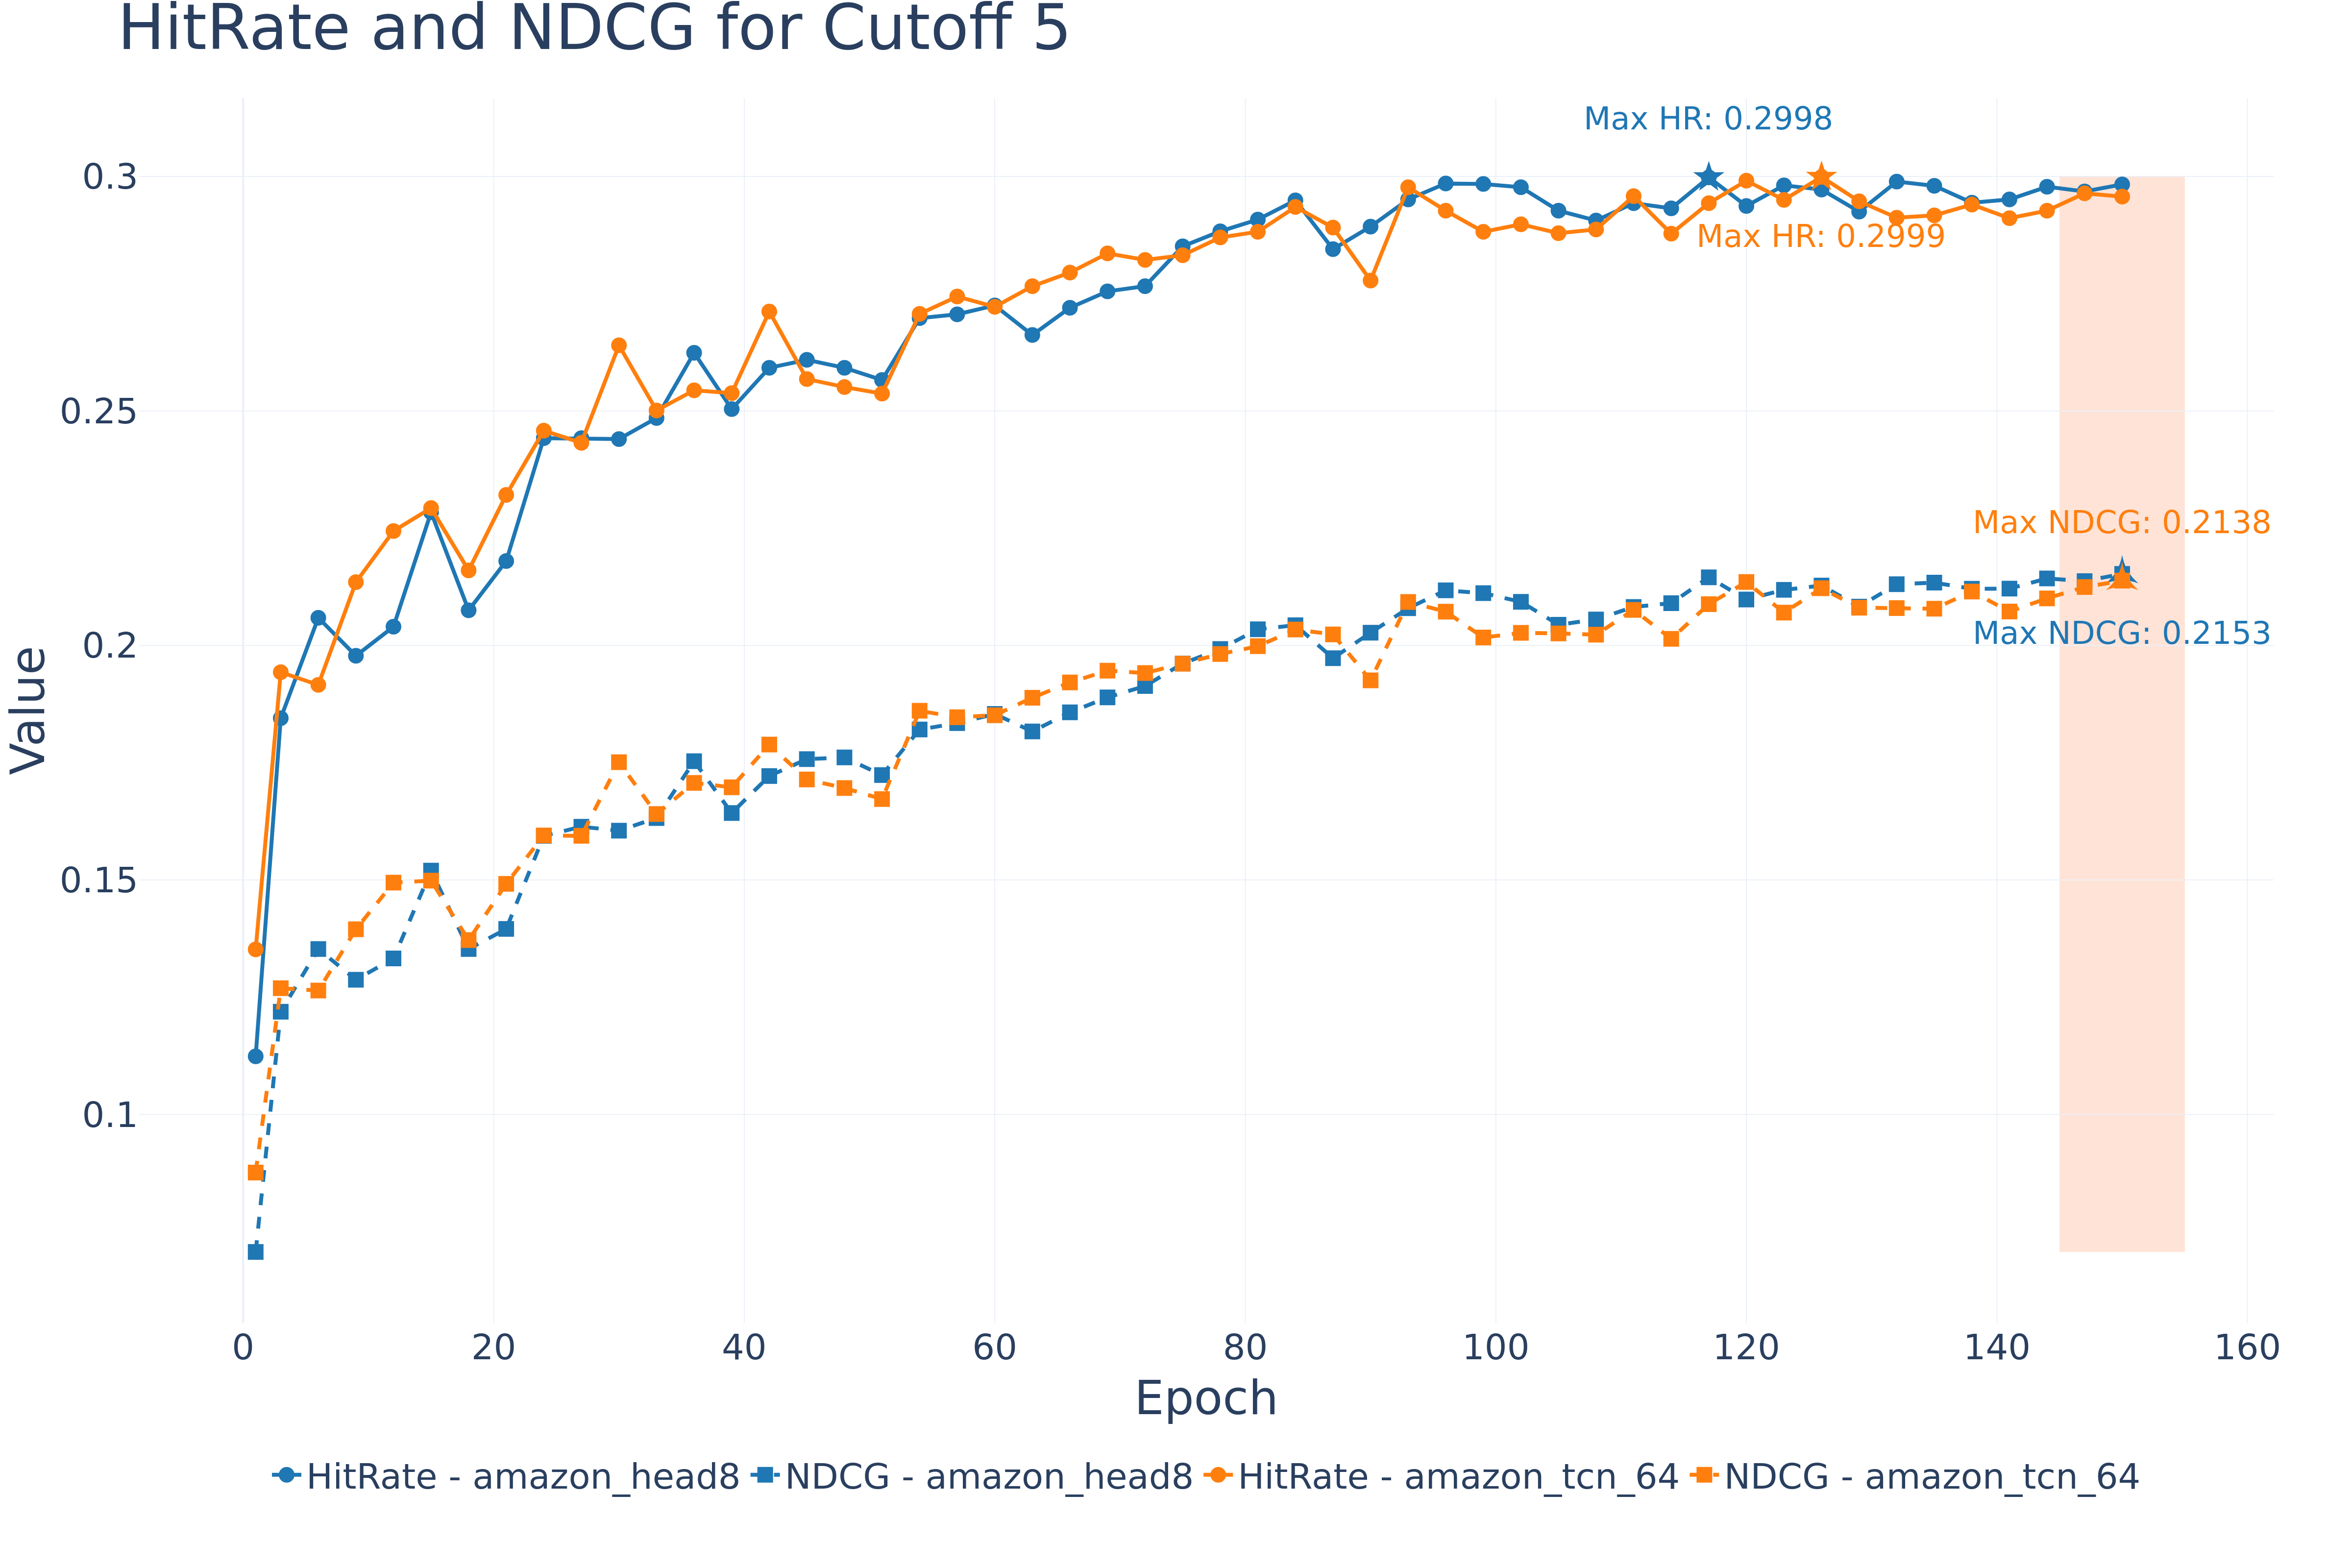 HitRate and NDCG for Cutoff 5
Max HR: 0.2998
0.3
Max HR: 0.2999
0.25
Max NDCG: 0.2138
0.2
Max NDCG: 0.2153
Value
0.15
0.1
0 20 40 60 80 100 120 140 160
Epoch
HitRate - amazon_head8 NDCG - amazon_head8 HitRate - amazon_tcn_64 NDCG - amazon_tcn_64